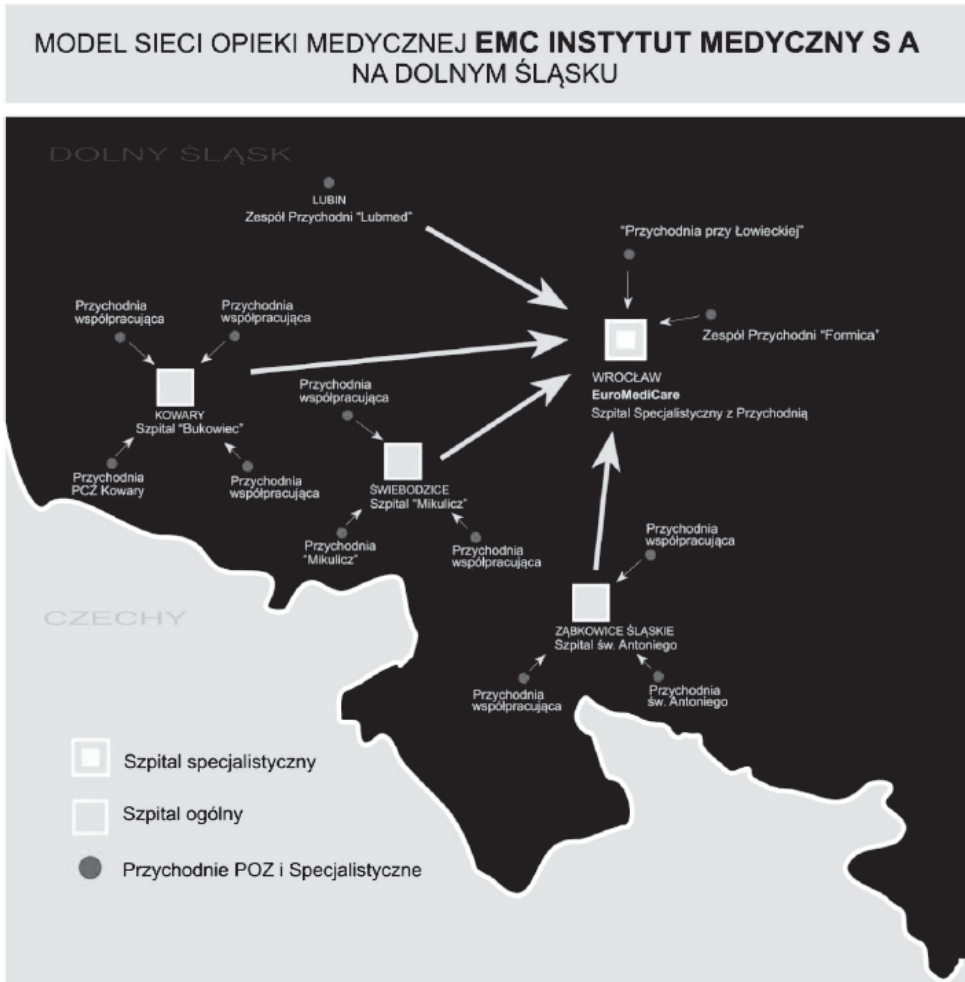 MODEL SIECI OPIEKI MEDYCZNEJ EMC INSTYTUT MEDYCZNY S A
NA DOLNYM ŚLĄSKU
DOLNY ŚLĄSK
LUBIN
Zespół Przychodni "Lubmed"
"Przychodnia przy Łowieckiej"
Zespół Przychodni "Formica"
WROCŁAW
EuroMediCare
Szpital Specjalistyczny z Przychodnią
Przychodnia
współpracująca
Przychodnia
współpracująca
KOWARY
Szpital "Bukowiec"
Przychodnia
PCZ Kowary
Przychodnia
współpracująca
Przychodnia
współpracująca
ŚWIEBODZICE
Szpital "Mikulicz"
Przychodnia
"Mikulicz"
Przychodnia
współpracująca
Przychodnia
współpracująca
ZĄBKOWICE ŚLĄSKIE
Szpital św. Antoniego
Przychodnia
współpracująca
Przychodnia
św. Antoniego
CZECHY
Szpital specjalistyczny
Szpital ogólny
Przychodnie POZ i Specjalistyczne